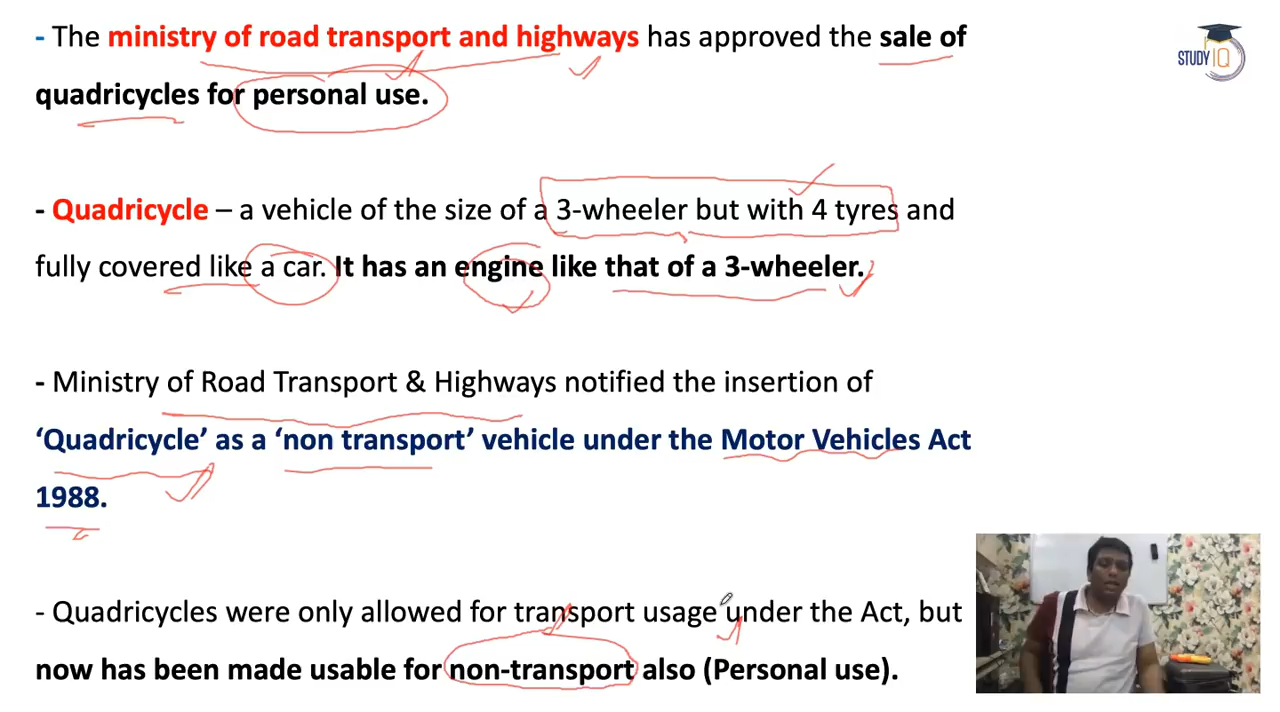 - The ministry of road transport and highways has approved the sale of
STUDY IQ
quadricycles for personal use.
- Quadricycle – a vehicle of the size of a 3-wheeler but with 4 tyres and
fully covered like a car. It has an engine like that of a 3-wheeler.
- Ministry of Road Transport & Highways notified the insertion of
‘Quadricycle’ as a ‘non transport’ vehicle under the Motor Vehicles Act
1988.
- Quadricycles were only allowed for transport usage under the Act, but
now has been made usable for non-transport also (Personal use).